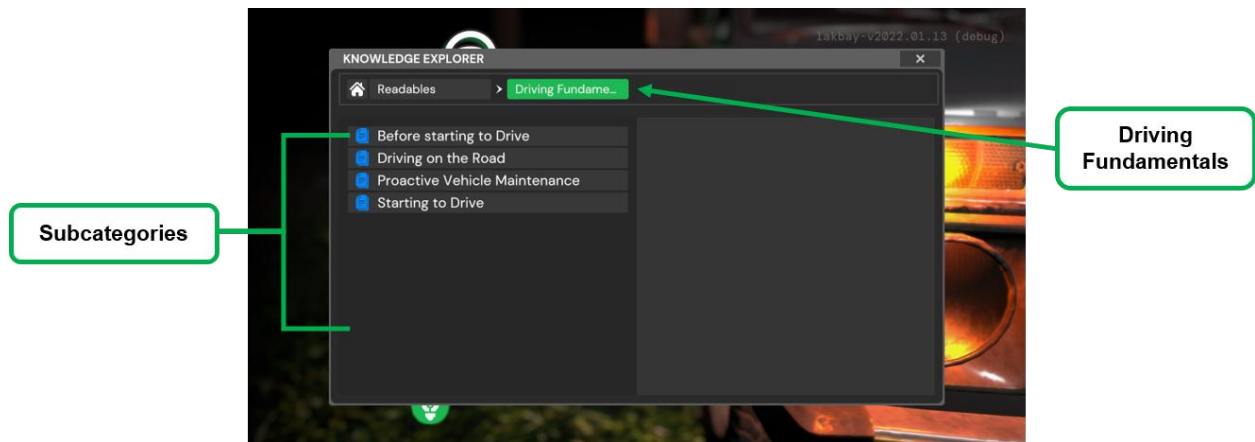 lakbay-v2022.01.13 (debug)
KNOWLEDGE EXPLORER
Readables
Driving Fundame...
Driving
Fundamentals
Before starting to Drive
Driving on the Road
Proactive Vehicle Maintenance
Starting to Drive
Subcategories